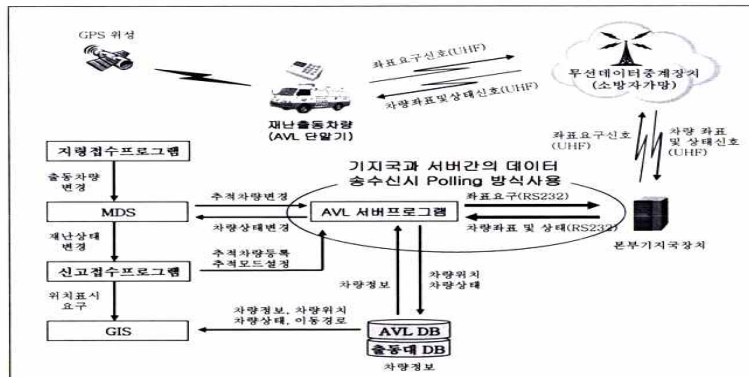 GPS 위성
좌표요구신호(UHF)
차량좌표및상태신호(UHF)
무선데이터중계장치
(소방자가망)
재난출동차량
(AVL 단말기)
좌표요구신호
(UHF)
차량 좌표
및 상태신호
(UHF)
지령접수프로그램
출동차량
변경
기지국과 서버간의 데이터
송수신시 Polling 방식사용
MDS
추적차량변경
차량상태변경
AVL 서버프로그램
좌표요구(RS232)
차량좌표 및 상태(RS232)
본부기지국장치
재난상태
변경
신고접수프로그램
추적차량등록
추적모드설정
위치표시
요구
차량정보
차량위치
차량상태
GIS
차량정보, 차량위치
차량상태, 이동경로
AVL DB
출동대 DB
차량정보